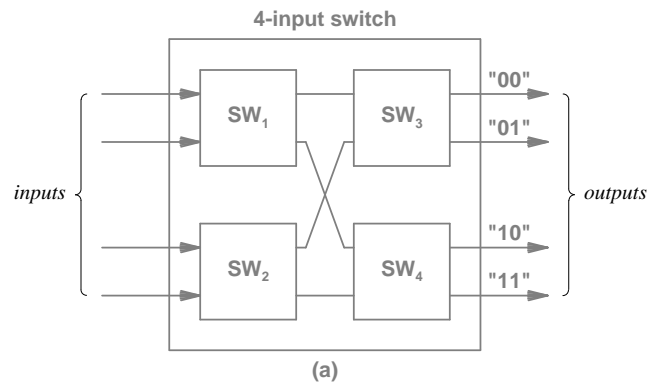 4-input switch
"00"
SW1 SW3
"01"
inputs outputs
"10"
SW2 SW4
"11"
(a)